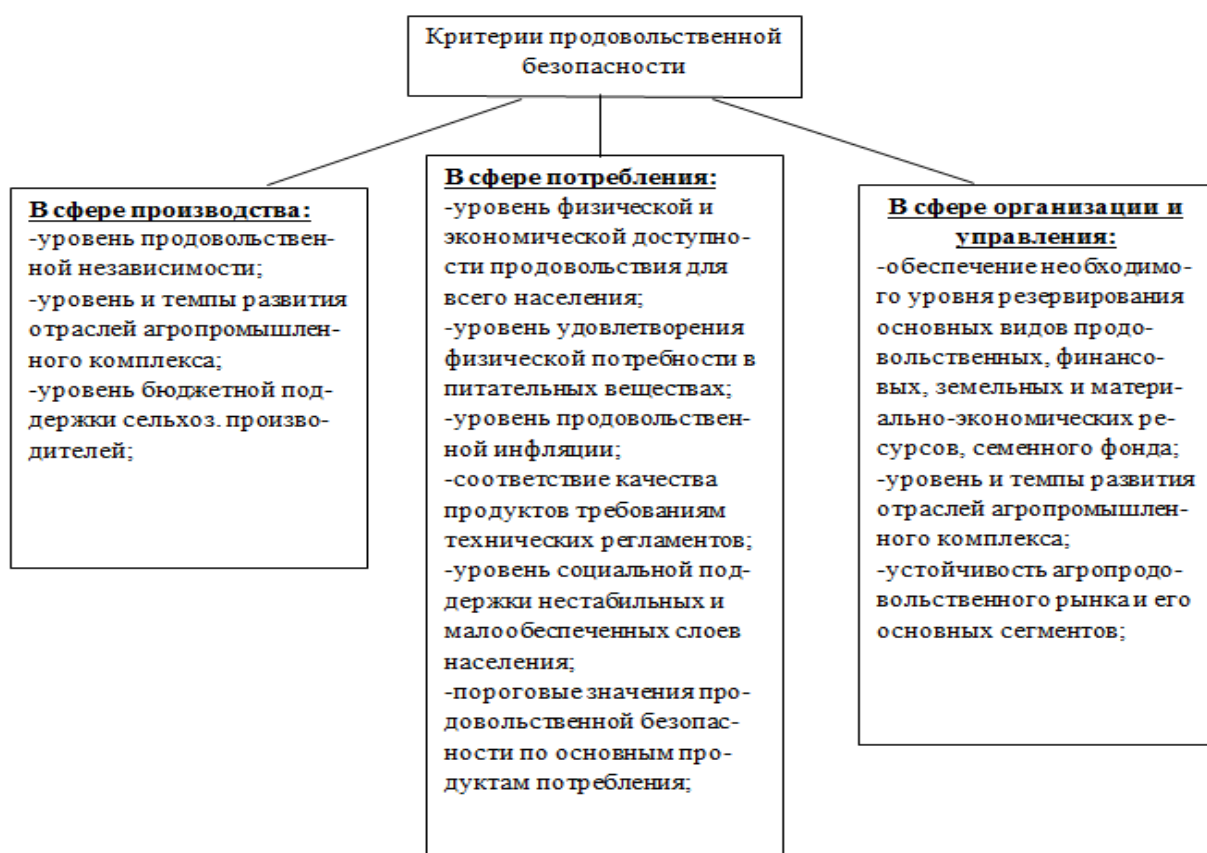 Критерии продовольственной
безопасности
В сфере производства:
-уровень продовольствен-
ной независимости;
-уровень и темпы развития
отраслей агропромышлен-
ного комплекса;
-уровень бюджетной под-
держки сельхоз. произво-
дителей;
В сфере потребления:
-уровень физической и
экономической доступно-
сти продовольствия для
всего населения;
-уровень удовлетворения
физической потребности в
питательных веществах;
-уровень продовольствен-
ной инфляции;
-соответствие качества
продуктов требованиям
технических регламентов;
-уровень социальной под-
держки нестабильных и
малообеспеченных слоев
населения;
-пороговые значения про-
довольственной безопас-
ности по основным про-
дуктам потребления;
В сфере организации и
управления:
-обеспечение необходимо-
го уровня резервирования
основных видов продо-
вольственных, финансо-
вых, земельных и матери-
ально-экономических ре-
сурсов, семенного фонда;
-уровень и темпы развития
отраслей агропромышлен-
ного комплекса;
-устойчивость агропродо-
вольственного рынка и его
основных сегментов;